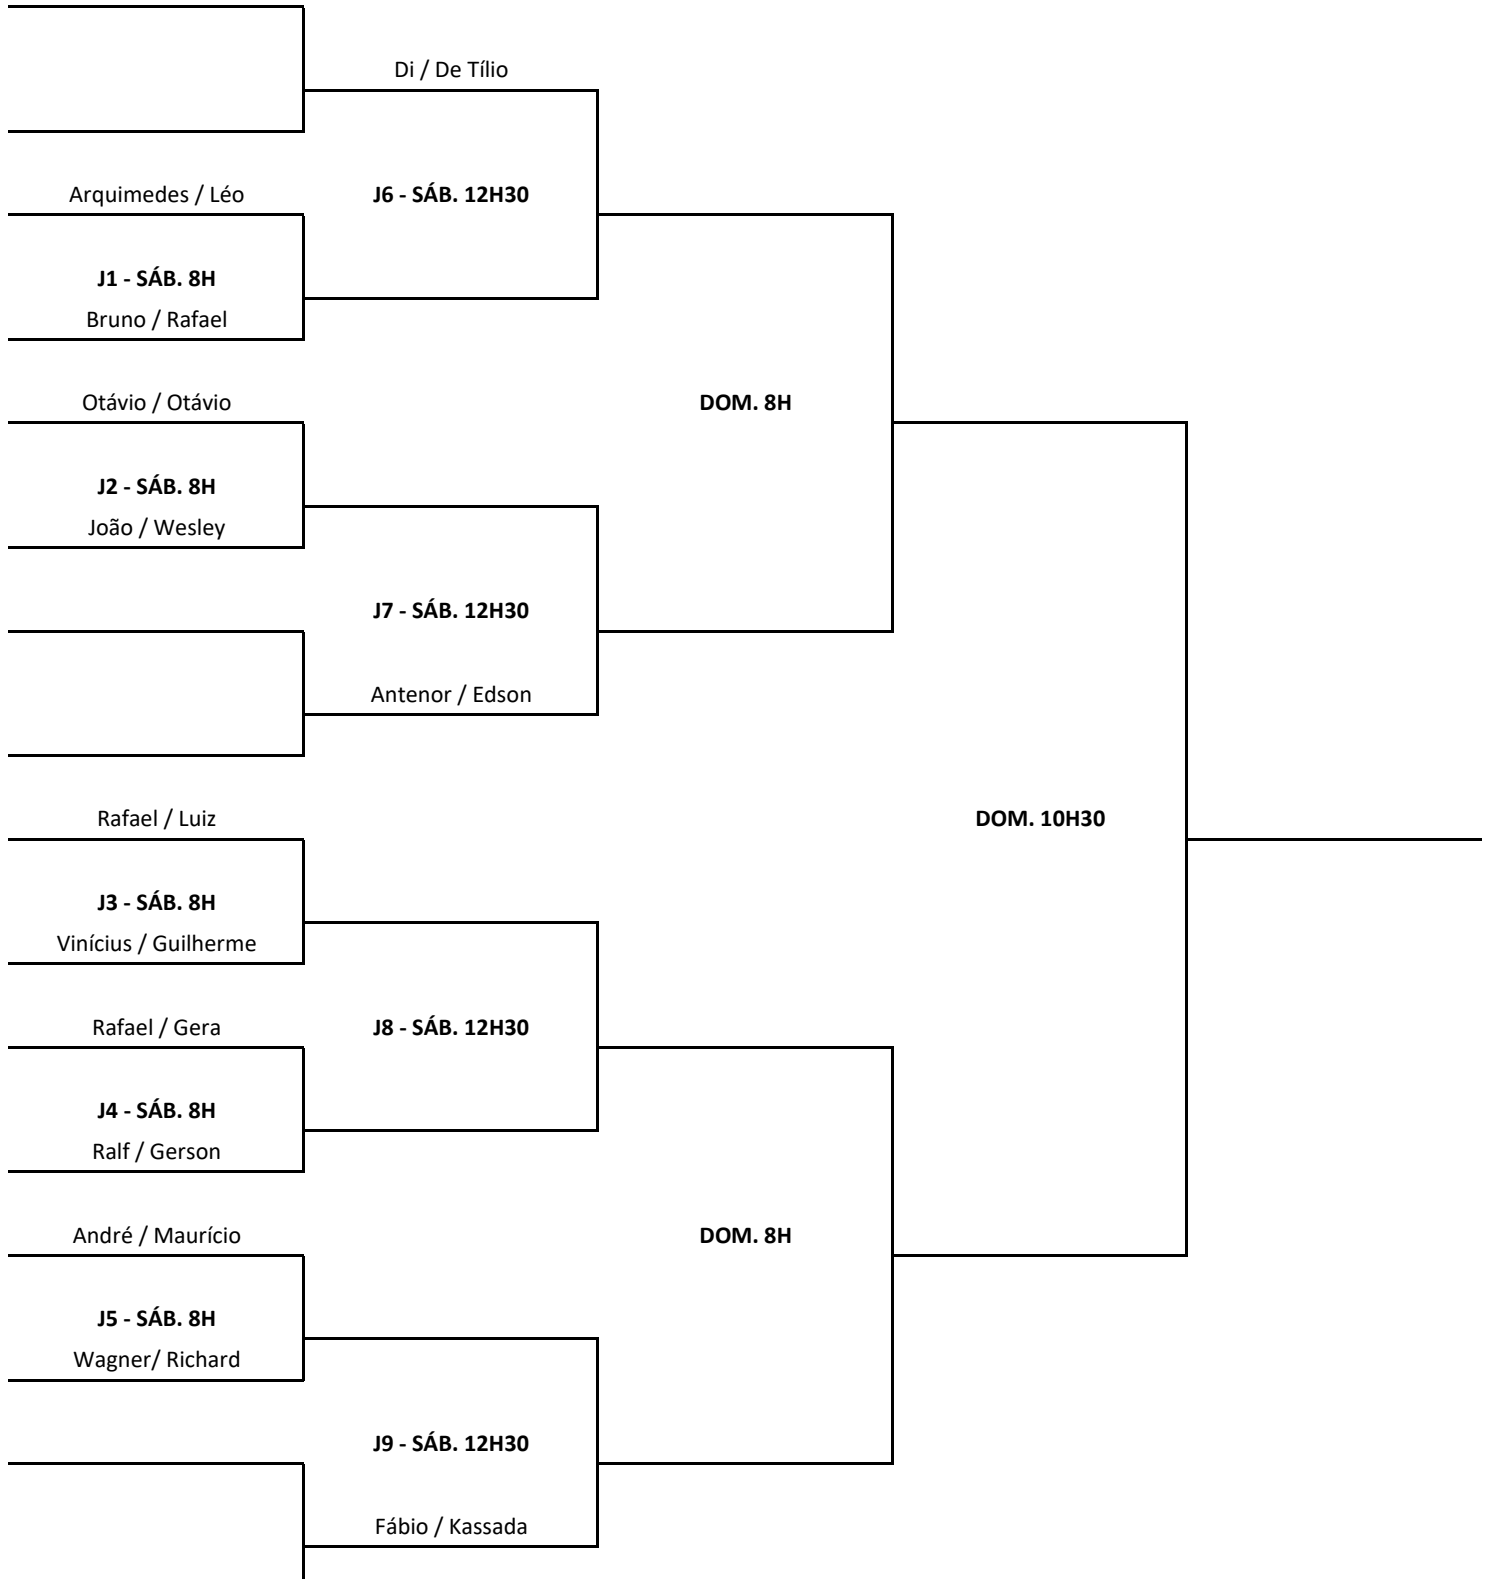 Di / De Tílio
Arquimedes / Léo
J6 - SÁB. 12H30
J1 - SÁB. 8H
Bruno / Rafael
Otávio / Otávio
DOM. 8H
J2 - SÁB. 8H
João / Wesley
J7 - SÁB. 12H30
Antenor / Edson
Rafael / Luiz
DOM. 10H30
J3 - SÁB. 8H
Vinícius / Guilherme
Rafael / Gera
J8 - SÁB. 12H30
J4 - SÁB. 8H
Ralf / Gerson
André / Maurício
DOM. 8H
J5 - SÁB. 8H
Wagner/ Richard
J9 - SÁB. 12H30
Fábio / Kassada